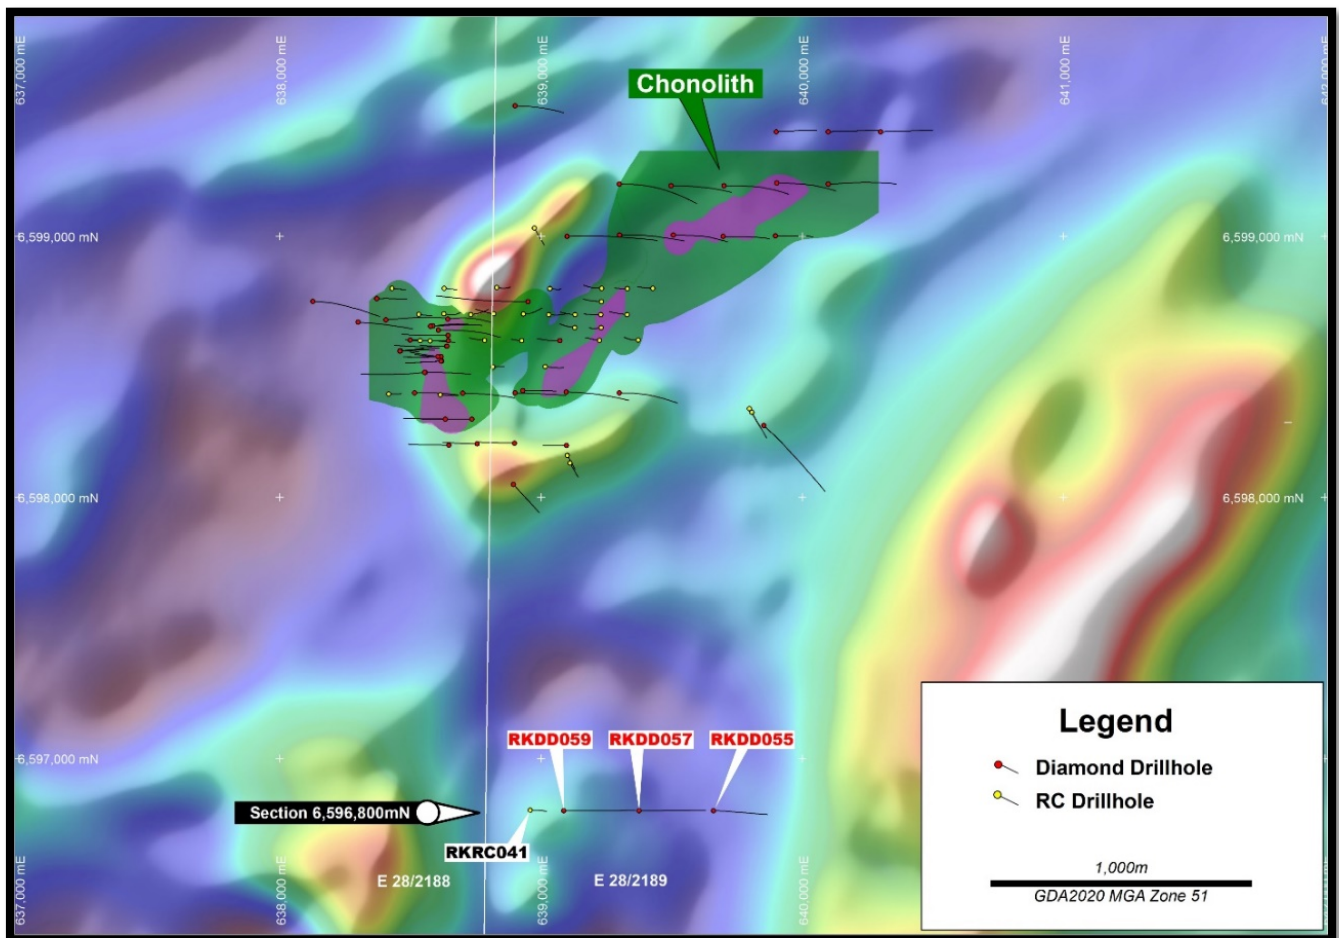 637,000 mE
638,000 mE
639,000 mE
640,000 mE
641,000 mE
Chonolith
6,599,000 mN
6,599,000 mN
6,598,000 mN
6,598,000 mN
RKDD059
RKDD057
RKDD055
6,597,000 mN
Section 6,596,800mN
RKRC041
E 28/2188
E 28/2189
637,000 mE
638,000 mE
639,000 mE
640,000 mE
Legend
Diamond Drillhole
RC Drillhole
1,000m
GDA2020 MGA Zone 51